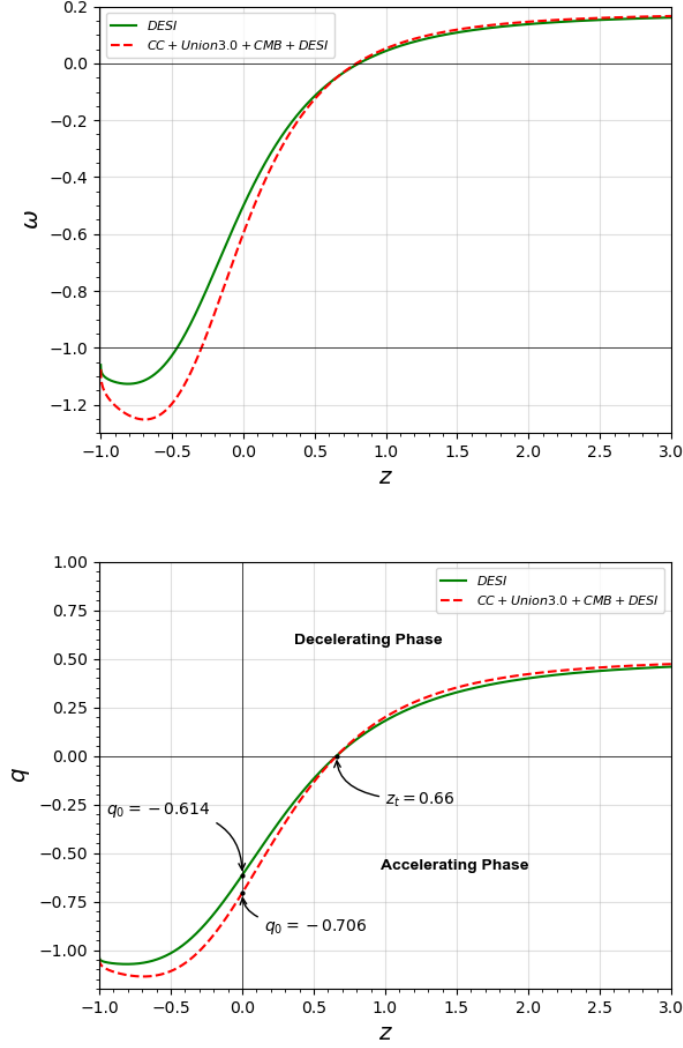 0.2
0.0
−0.2
−0.4
−0.6
−0.8
−1.0
−1.2
ω
DESI
CC + Union3.0 + CMB + DESI
−1.0 −0.5 0.0 0.5 1.0 1.5 2.0 2.5 3.0
z
1.00
0.75
0.50
0.25
0.00
−0.25
−0.50
−0.75
−1.00
q
DESI
CC + Union3.0 + CMB + DESI
Decelerating Phase
q₀ = −0.614
zₜ = 0.66
Accelerating Phase
q₀ = −0.706
−1.0 −0.5 0.0 0.5 1.0 1.5 2.0 2.5 3.0
z